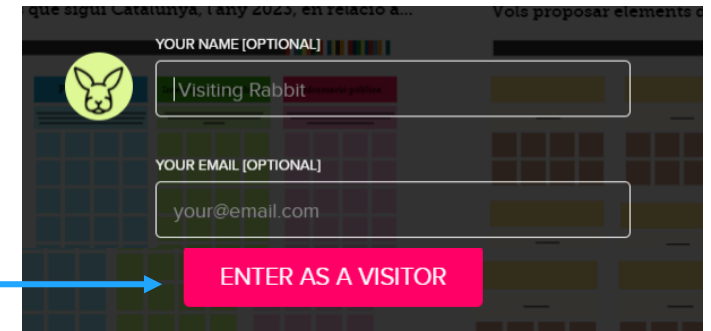 que sigui Catalunya, l'any 2023, en relació a...
Vols proposar elements
YOUR NAME [OPTIONAL]
Visiting Rabbit
YOUR EMAIL [OPTIONAL]
your@email.com
ENTER AS A VISITOR